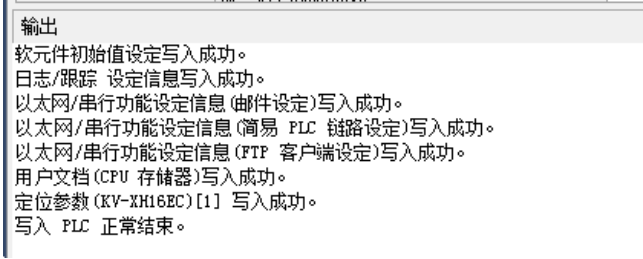 输出
软元件初始值设定写入成功。
日志/跟踪 设定信息写入成功。
以太网/串行功能设定信息(邮件设定)写入成功。
以太网/串行功能设定信息(简易 PLC 链路设定)写入成功。
以太网/串行功能设定信息(FTP 客户端设定)写入成功。
用户文档(CPU 存储器)写入成功。
定位参数(KV-XH16EC)[1] 写入成功。
写入 PLC 正常结束。